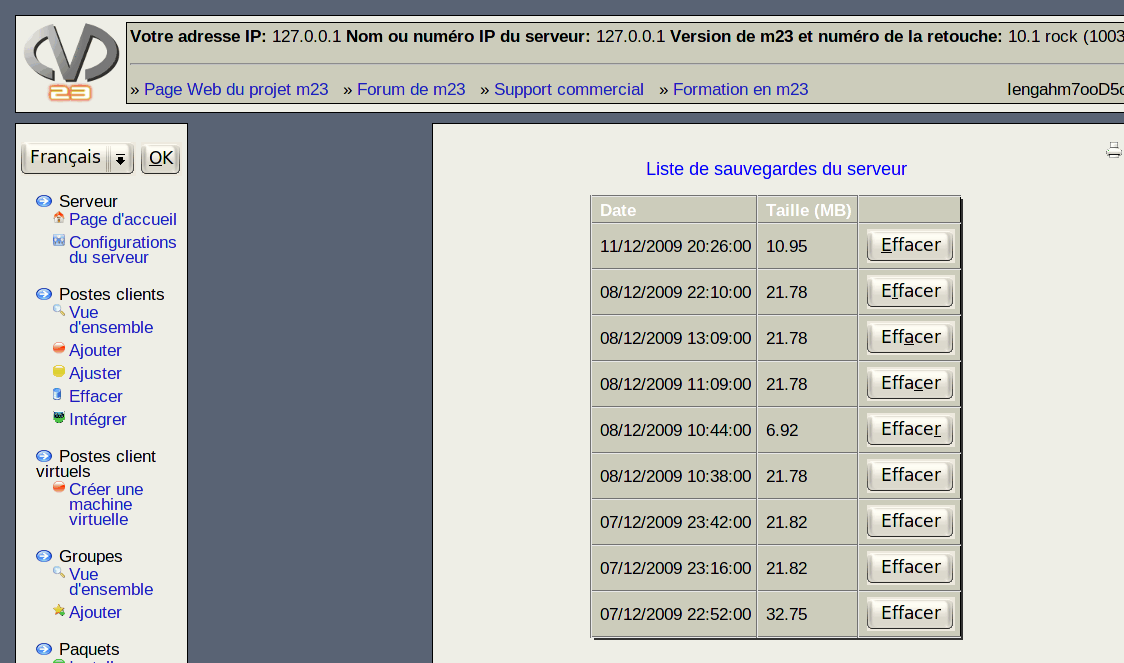 Votre adresse IP: 127.0.0.1 Nom ou numéro IP du serveur: 127.0.0.1 Version de m23 et numéro de la retouche: 10.1 rock (1003
23
» Page Web du projet m23 » Forum de m23 » Support commercial » Formation en m23
Français OK
Liste de sauvegardes du serveur
Serveur
Page d'accueil
Configurations
du serveur
Postes clients
Vue
d'ensemble
Ajouter
Ajuster
Effacer
Intégrer
Postes client
virtuels
Créer une
machine
virtuelle
Groupes
Vue
d'ensemble
Ajouter
Paquets
Date Taille (MB)
11/12/2009 20:26:00 10.95 Effacer
08/12/2009 22:10:00 21.78 Effacer
08/12/2009 13:09:00 21.78 Effacer
08/12/2009 11:09:00 21.78 Effacer
08/12/2009 10:44:00 6.92 Effacer
08/12/2009 10:38:00 21.78 Effacer
07/12/2009 23:42:00 21.82 Effacer
07/12/2009 23:16:00 21.82 Effacer
07/12/2009 22:52:00 32.75 Effacer